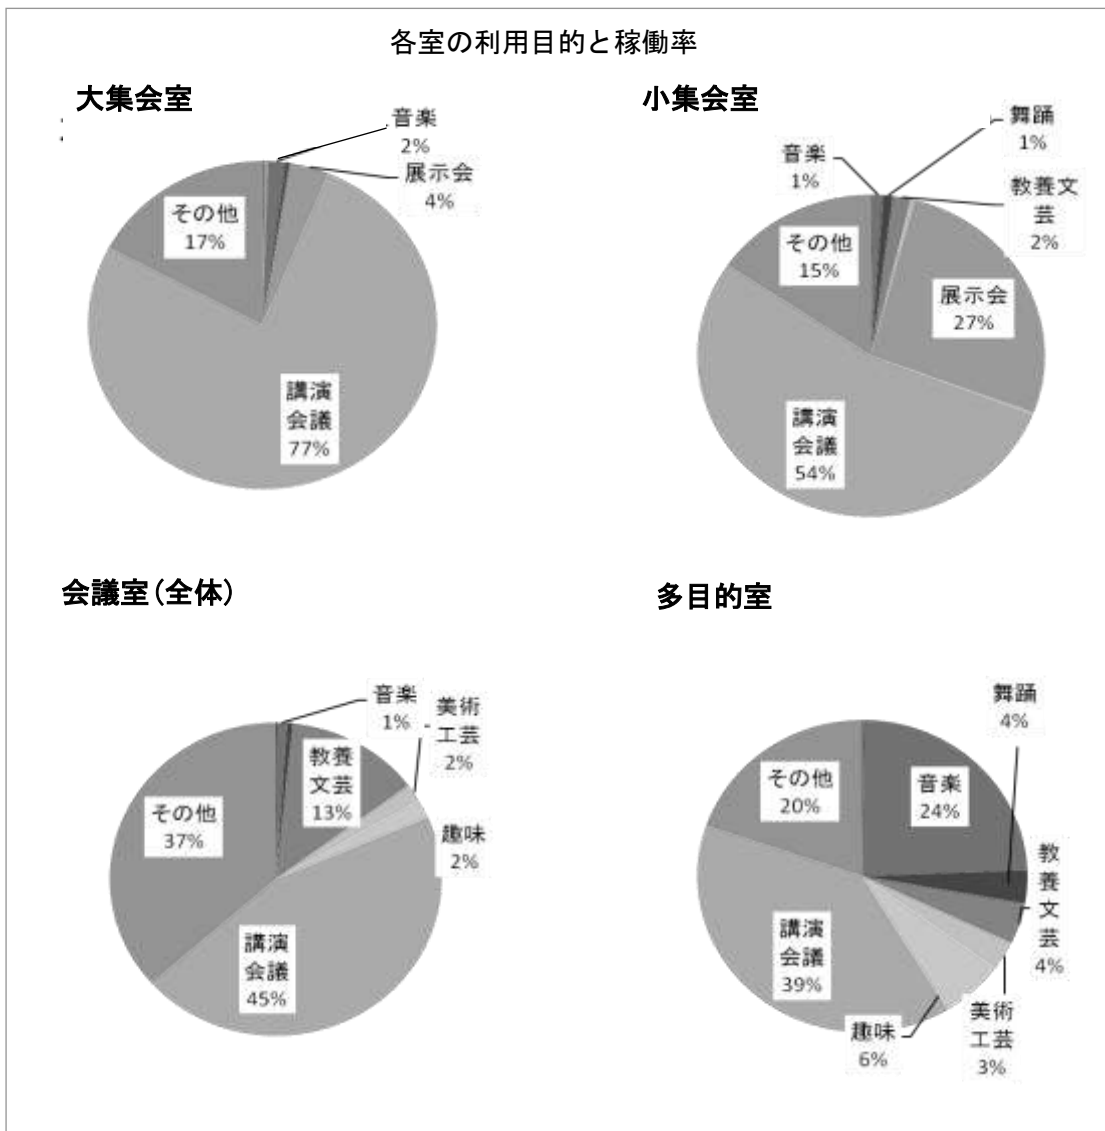 各室の利用目的と稼働率
大集会室
音楽
2%
展示会
4%
その他
17%
講演
会議
77%
小集会室
舞踊
1%
音楽
1%
教養文
芸
2%
その他
15%
展示会
27%
講演
会議
54%
会議室(全体)
音楽
1%
美術
工芸
2%
教養
文芸
13%
その他
37%
趣味
2%
講演
会議
45%
多目的室
舞踊
4%
その他
20%
音楽
24%
教
養
文
芸
4%
講演
会議
39%
美術
工芸
3%
趣味
6%